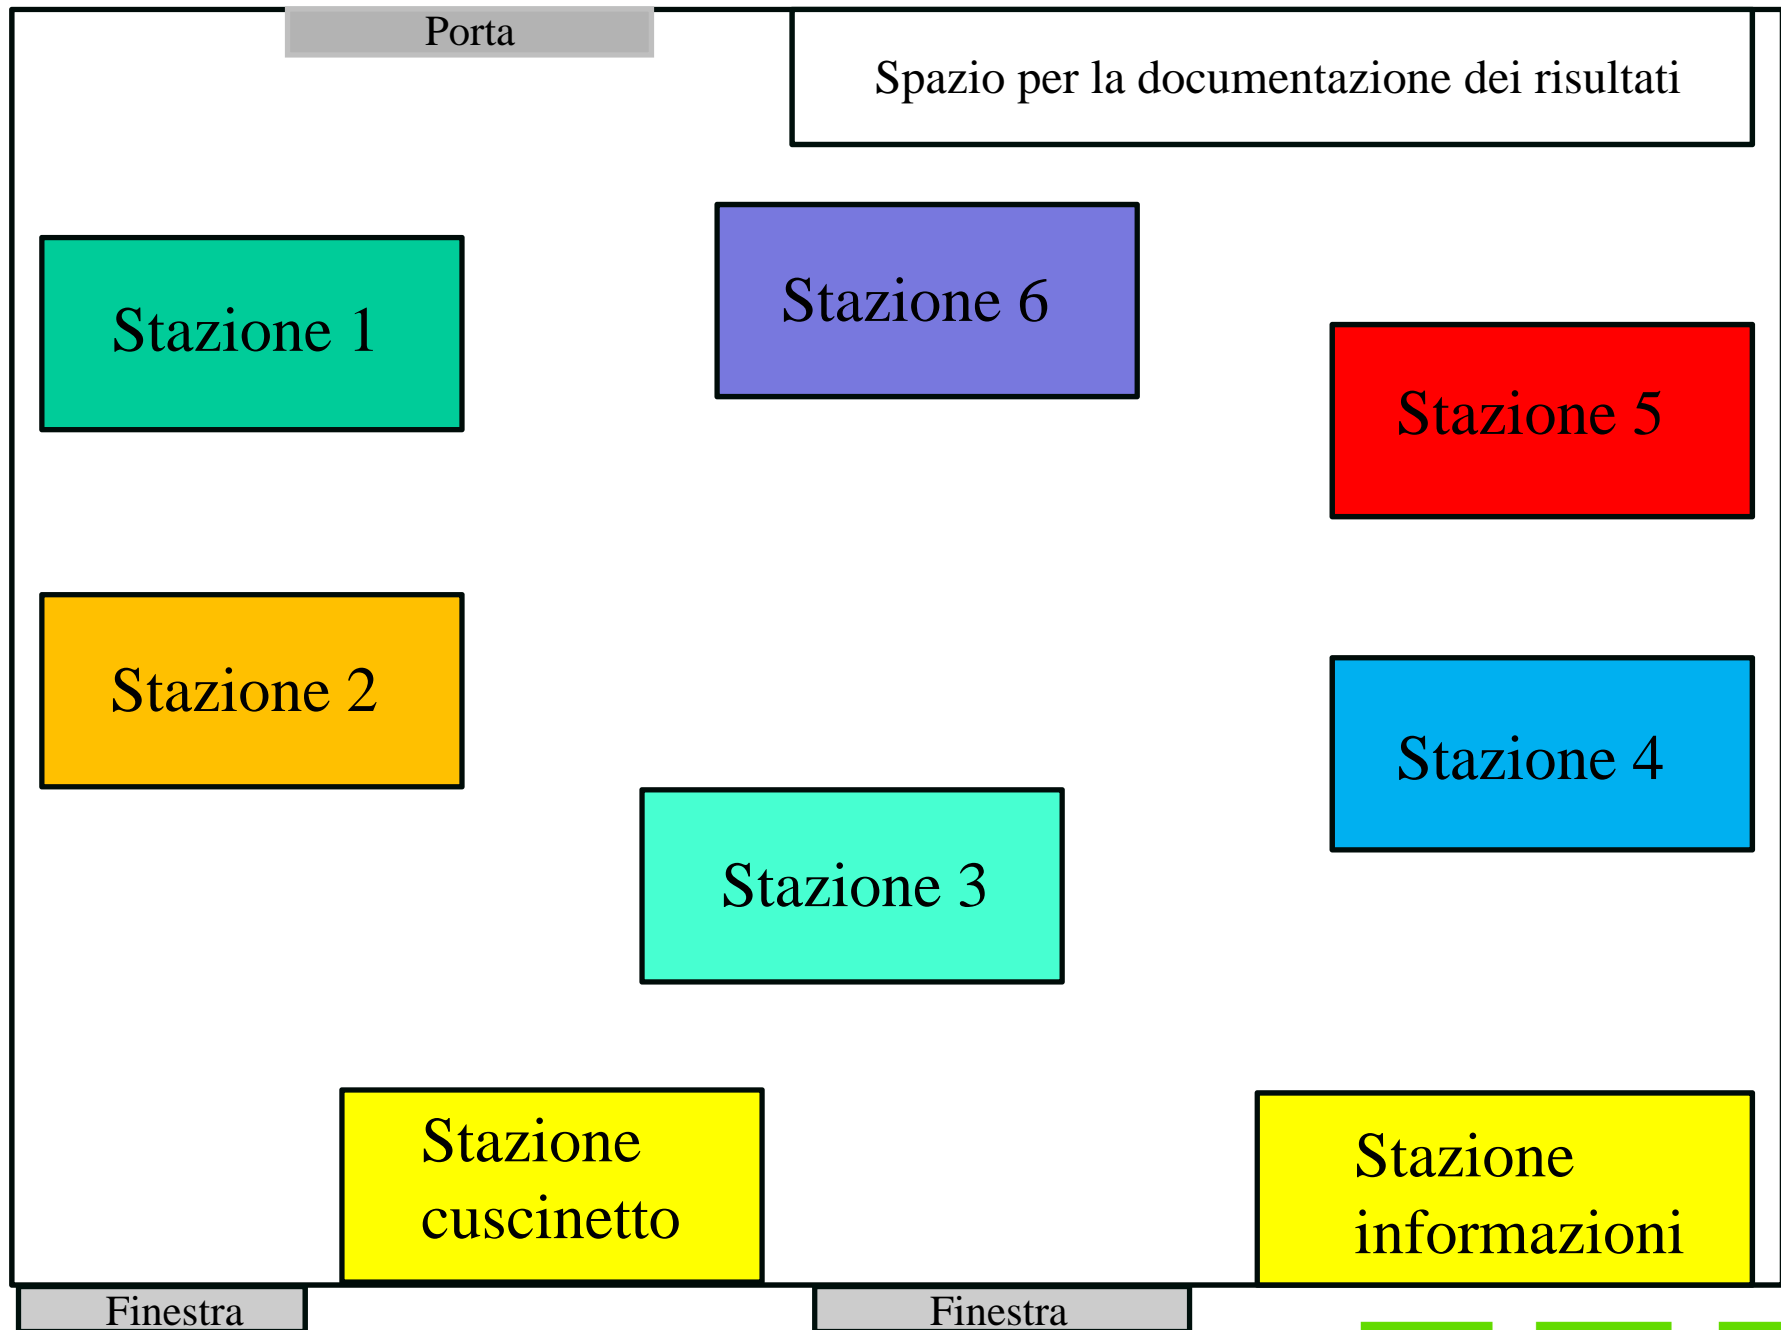 Porta
Spazio per la documentazione dei risultati
Stazione 6
Stazione 1
Stazione 5
Stazione 2
Stazione 4
Stazione 3
Stazione
cuscinetto
Stazione
informazioni
Finestra
Finestra